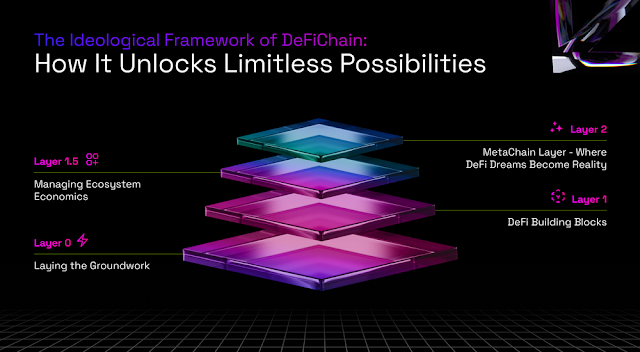 The Ideological Framework of DeFiChain:
How It Unlocks Limitless Possibilities
Layer 2
MetaChain Layer - Where
DeFi Dreams Become Reality
Layer 1.5
Managing Ecosystem
Economics
Layer 1
DeFi Building Blocks
Layer 0
Laying the Groundwork